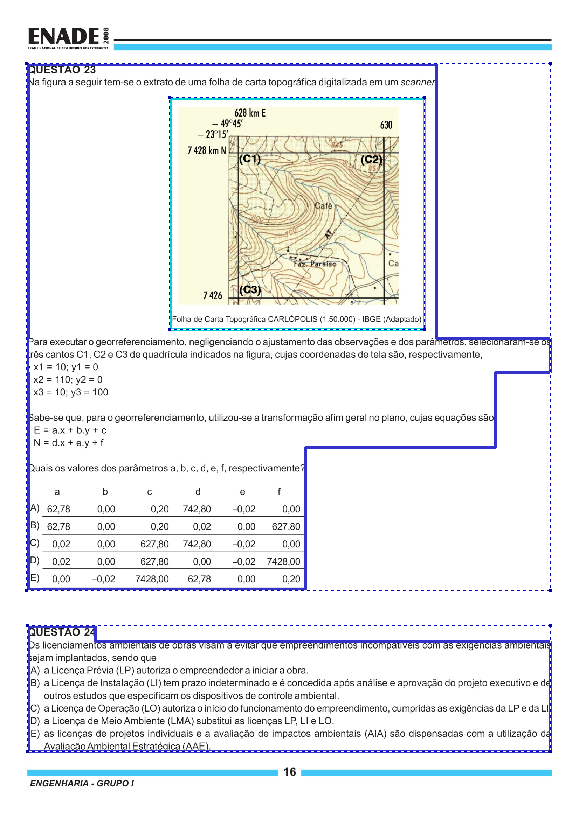 ENADE 2008
QUESTÃO 23
Na figura a seguir tem-se o extrato de uma folha de carta topográfica digitalizada em um scanner.
628 km E
– 49°45'
– 23°15'
630
7 428 km N
(C1)
(C2)
Café
Faz. Paraíso
Ca
(C3)
7 426
Folha de Carta Topográfica CARLÓPOLIS (1:50.000) - IBGE (Adaptado)
Para executar o georreferenciamento, negligenciando o ajustamento das observações e dos parâmetros, selecionaram-se os
três cantos C1, C2 e C3 de quadrícula indicados na figura, cujas coordenadas de tela são, respectivamente,
x1 = 10; y1 = 0
x2 = 110; y2 = 0
x3 = 10; y3 = 100
Sabe-se que, para o georreferenciamento, utilizou-se a transformação afim geral no plano, cujas equações são
E = a.x + b.y + c
N = d.x + e.y + f
Quais os valores dos parâmetros a, b, c, d, e, f, respectivamente?
a b c d e f
A) 62,78 0,00 0,20 742,80 –0,02 0,00
B) 62,78 0,00 0,20 0,02 0,00 627,80
C) 0,02 0,00 627,80 742,80 –0,02 0,00
D) 0,02 0,00 627,80 0,00 –0,02 7428,00
E) 0,00 –0,02 7428,00 62,78 0,00 0,20
QUESTÃO 24
Os licenciamentos ambientais de obras visam a evitar que empreendimentos incompatíveis com as exigências ambientais
sejam implantados, sendo que
A) a Licença Prévia (LP) autoriza o empreendedor a iniciar a obra.
B) a Licença de Instalação (LI) tem prazo indeterminado e é concedida após análise e aprovação do projeto executivo e de
outros estudos que especificam os dispositivos de controle ambiental.
C) a Licença de Operação (LO) autoriza o início do funcionamento do empreendimento, cumpridas as exigências da LP e da LI.
D) a Licença de Meio Ambiente (LMA) substitui as licenças LP, LI e LO.
E) as licenças de projetos individuais e a avaliação de impactos ambientais (AIA) são dispensadas com a utilização da
Avaliação Ambiental Estratégica (AAE).
16
ENGENHARIA - GRUPO I